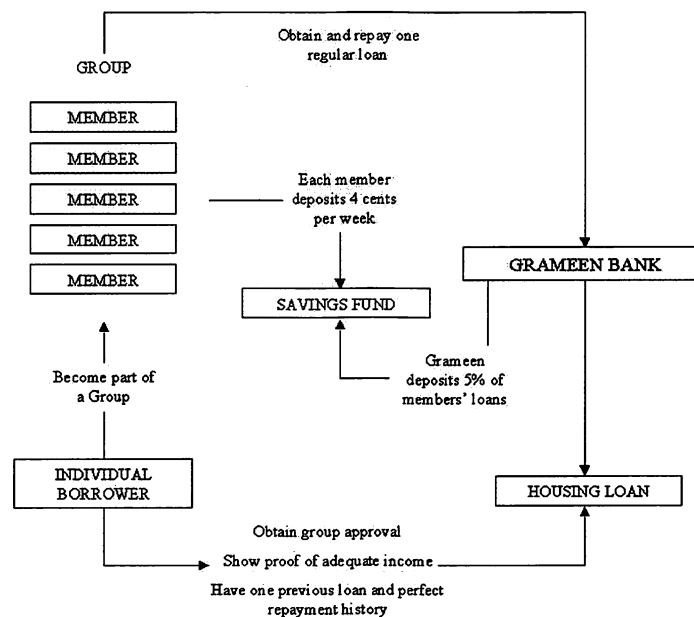 Obtain and repay one
regular loan
GROUP
MEMBER
MEMBER
MEMBER
MEMBER
MEMBER
Each member
deposits 4 cents
per week
GRAMEEN BANK
SAVINGS FUND
Grameen
deposits 5% of
members' loans
Become part of
a Group
INDIVIDUAL
BORROWER
HOUSING LOAN
Obtain group approval
Show proof of adequate income
Have one previous loan and perfect
repayment history